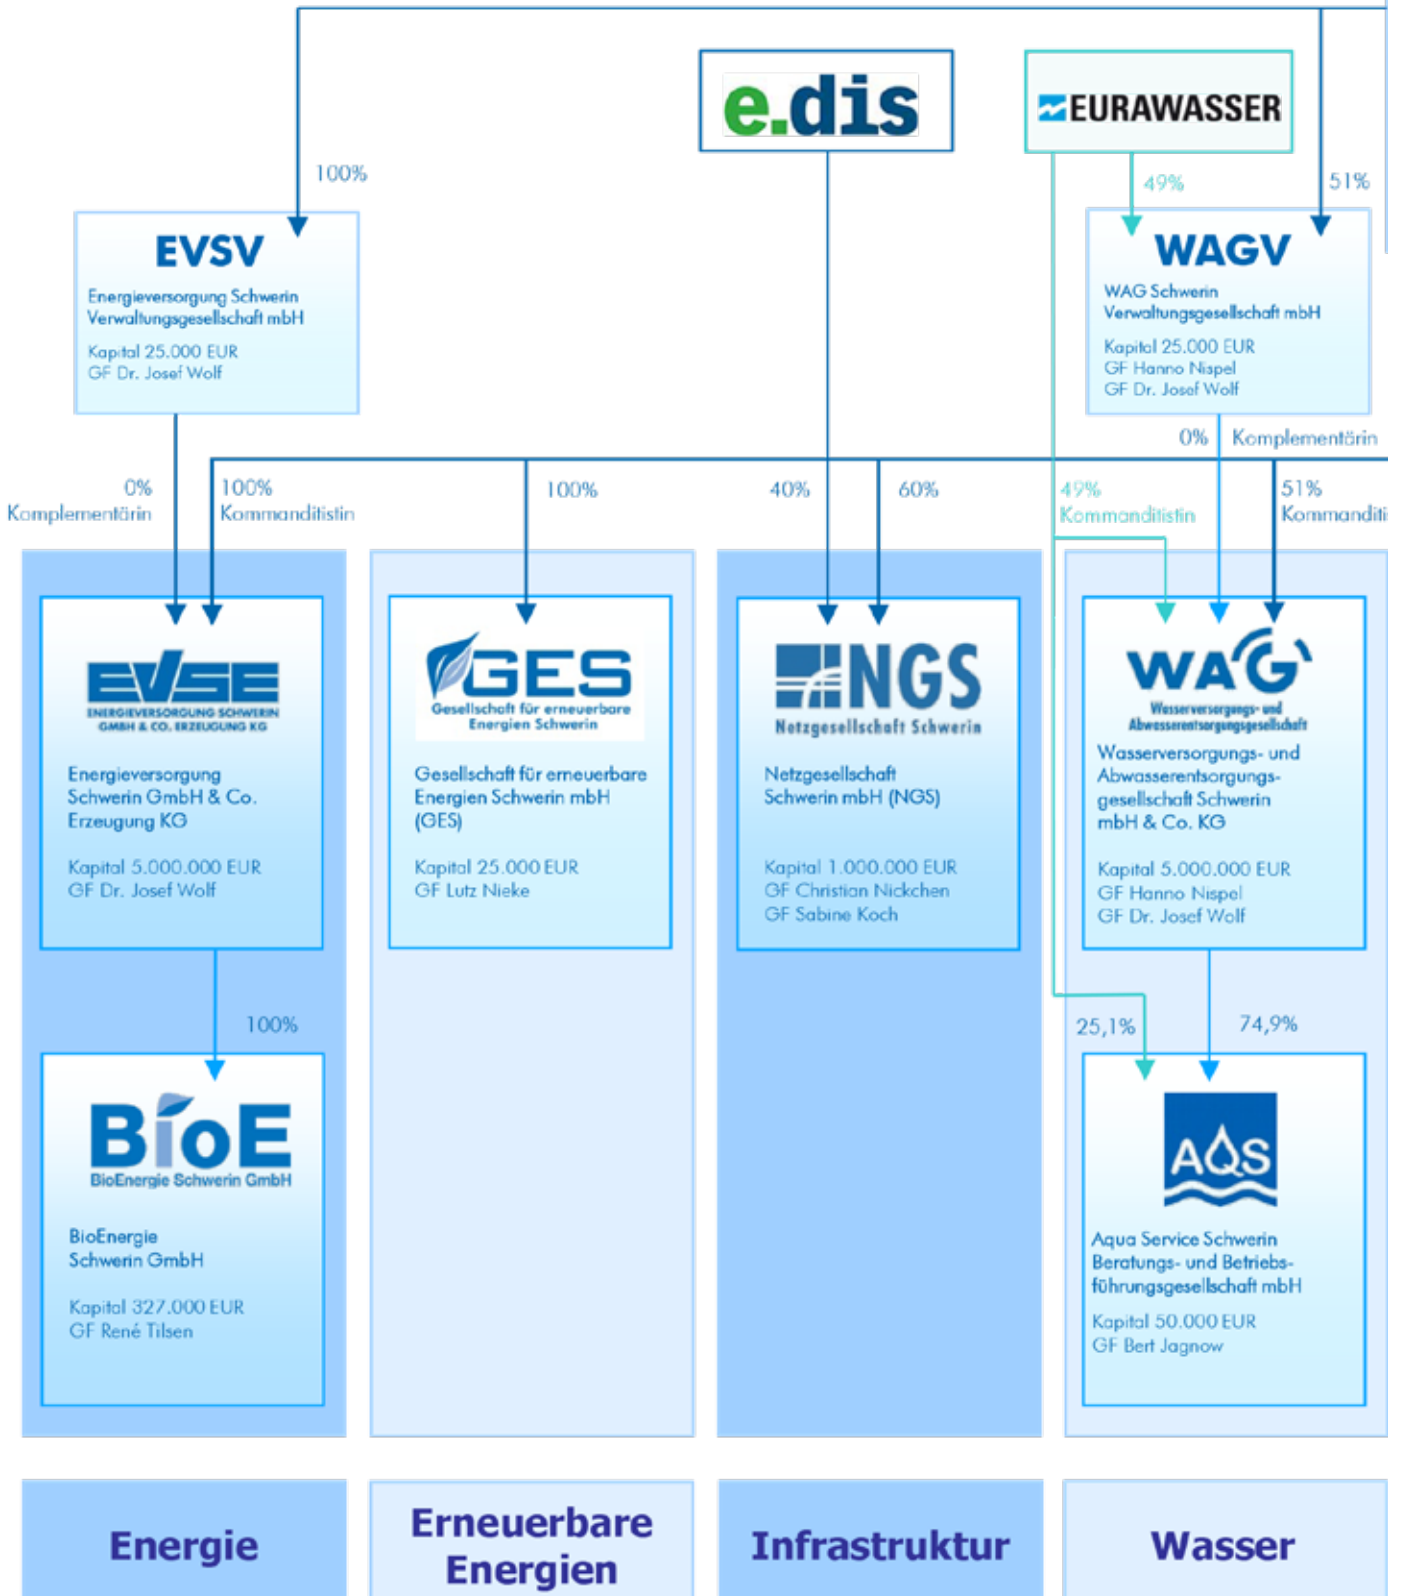 e.dis
EURAWASSER
100%
49%
51%
EVSV
Energieversorgung Schwerin
Verwaltungsgesellschaft mbH
Kapital 25.000 EUR
GF Dr. Josef Wolf
WAGV
WAG Schwerin
Verwaltungsgesellschaft mbH
Kapital 25.000 EUR
GF Hanno Nispel
GF Dr. Josef Wolf
0% Komplementärin
0%
Komplementärin
100%
Kommanditistin
100%
40%
60%
49%
Kommanditistin
51%
Kommanditi
EVSE
ENERGIEVERSORGUNG SCHWERIN
GMBH & CO. ERZEUGUNG KG
Energieversorgung
Schwerin GmbH & Co.
Erzeugung KG
Kapital 5.000.000 EUR
GF Dr. Josef Wolf
GES
Gesellschaft für erneuerbare
Energien Schwerin
Gesellschaft für erneuerbare
Energien Schwerin mbH
(GES)
Kapital 25.000 EUR
GF Lutz Nieke
NGS
Netzgesellschaft Schwerin
Netzgesellschaft
Schwerin mbH (NGS)
Kapital 1.000.000 EUR
GF Christian Nickchen
GF Sabine Koch
WAG
Wasserversorgungs- und
Abwasserentsorgungsgesellschaft
Wasserversorgungs- und
Abwasserentsorgungs-
gesellschaft Schwerin
mbH & Co. KG
Kapital 5.000.000 EUR
GF Hanno Nispel
GF Dr. Josef Wolf
100%
25,1%
74,9%
BioE
BioEnergie Schwerin GmbH
BioEnergie
Schwerin GmbH
Kapital 327.000 EUR
GF René Tilsen
AQS
Aqua Service Schwerin
Beratungs- und Betriebs-
führungsgesellschaft mbH
Kapital 50.000 EUR
GF Bert Jagnow
Energie
Erneuerbare
Energien
Infrastruktur
Wasser